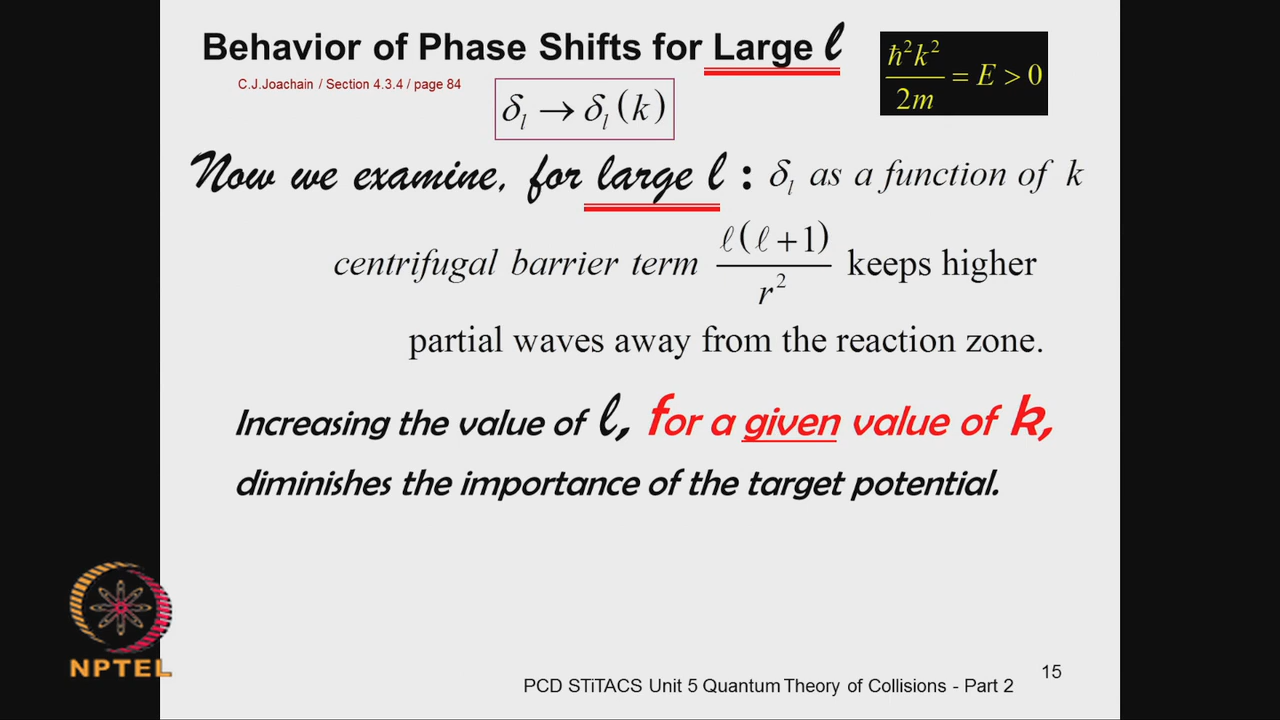 Behavior of Phase Shifts for Large l
ħ²k²/2m = E > 0
C.J.Joachain / Section 4.3.4 / page 84
δₗ → δₗ(k)
Now we examine, for large l : δₗ as a function of k
centrifugal barrier term ℓ(ℓ+1)/r² keeps higher
partial waves away from the reaction zone.
Increasing the value of l, for a given value of k,
diminishes the importance of the target potential.
NPTEL
15
PCD STiTACS Unit 5 Quantum Theory of Collisions - Part 2